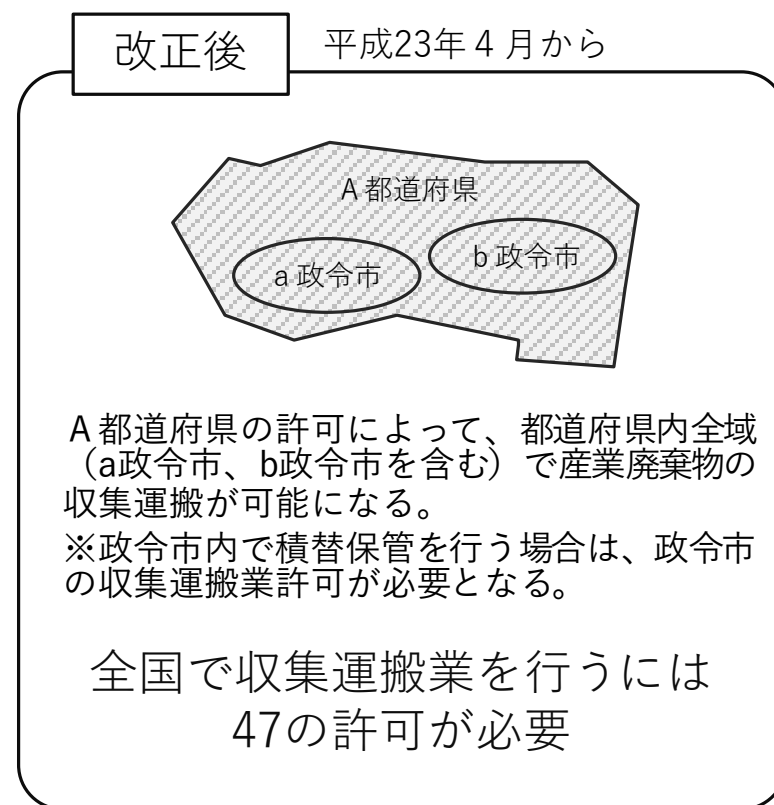 改正後
平成23年4月から
A都道府県
a政令市
b政令市
A都道府県の許可によって、都道府県内全域
(a政令市、b政令市を含む)で産業廃棄物の
収集運搬が可能になる。
※政令市内で積替保管を行う場合は、政令市
の収集運搬業許可が必要となる。
全国で収集運搬業を行うには
47の許可が必要